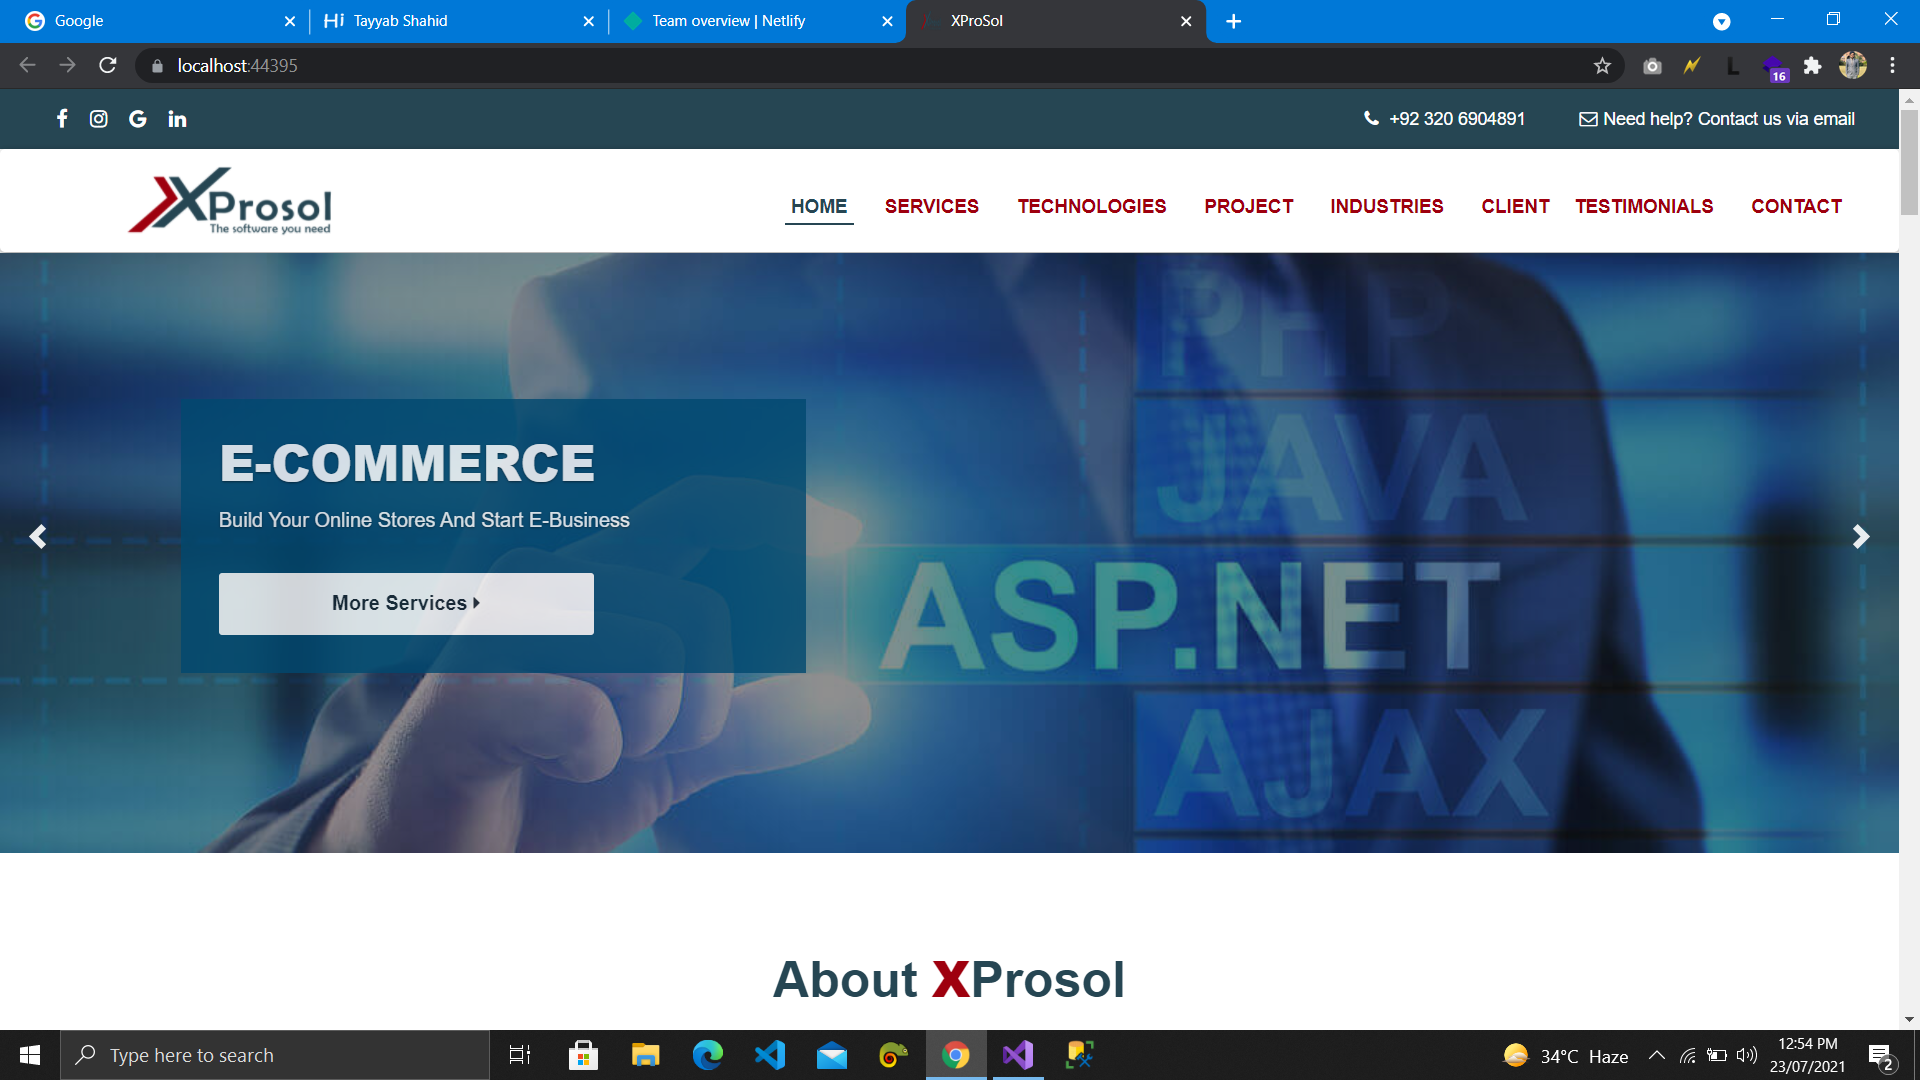 Google
Hi Tayyab Shahid
Team overview | Netlify
XProSol
localhost:44395
L
16
+92 320 6904891
Need help? Contact us via email
XProsol
The software you need
HOME SERVICES TECHNOLOGIES PROJECT INDUSTRIES CLIENT TESTIMONIALS CONTACT
PHP
JAVA
ASP.NET
AJAX
E-COMMERCE
Build Your Online Stores And Start E-Business
More Services
About XProsol
Type here to search
34°C Haze
12:54 PM
23/07/2021
2